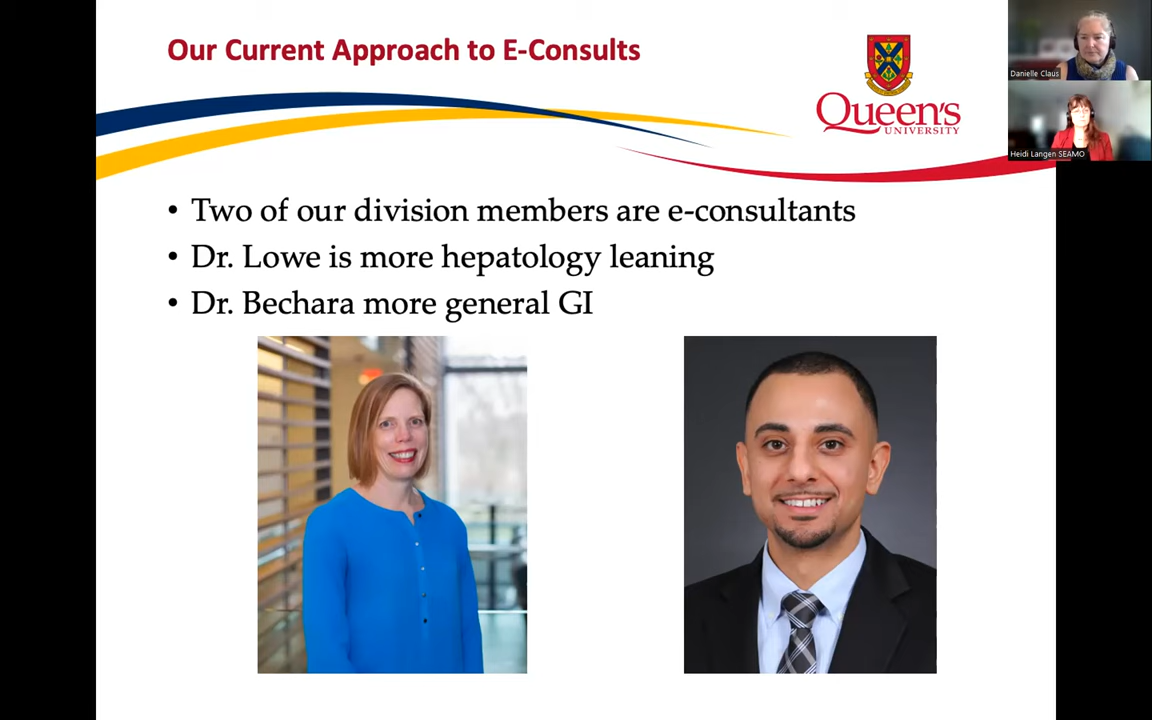 Our Current Approach to E-Consults
Queen's
UNIVERSITY
Danielle Claus
Heidi Langen SEAMO
• Two of our division members are e-consultants
• Dr. Lowe is more hepatology leaning
• Dr. Bechara more general GI